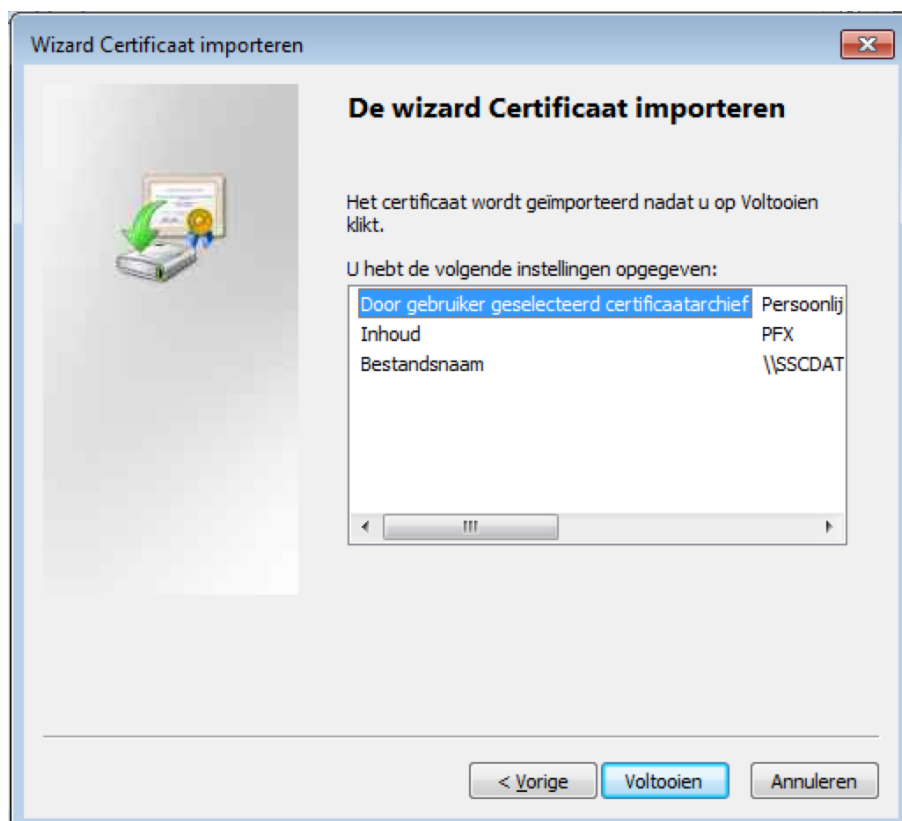 Wizard Certificaat importeren
De wizard Certificaat importeren
Het certificaat wordt geïmporteerd nadat u op Voltooien
klikt.
U hebt de volgende instellingen opgegeven:
Door gebruiker geselecteerd certificaatarchief Persoonlij
Inhoud PFX
Bestandsnaam \\SSCDAT
< Vorige Voltooien Annuleren